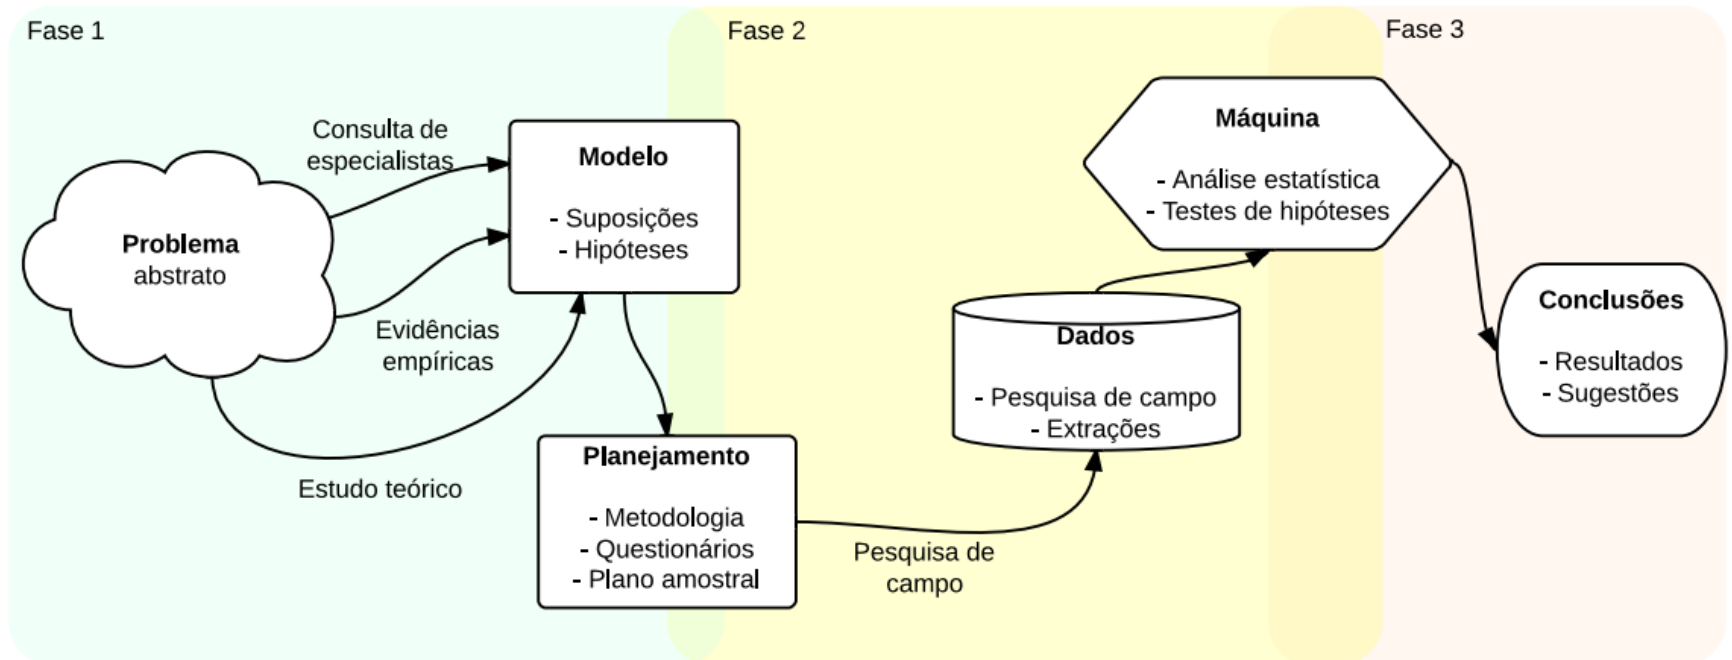 Fase 1
Fase 2
Fase 3
Consulta de
especialistas
Problema
abstrato
Evidências
empíricas
Estudo teórico
Modelo
- Suposições
- Hipóteses
Planejamento
- Metodologia
- Questionários
- Plano amostral
Pesquisa de
campo
Dados
- Pesquisa de campo
- Extrações
Máquina
- Análise estatística
- Testes de hipóteses
Conclusões
- Resultados
- Sugestões